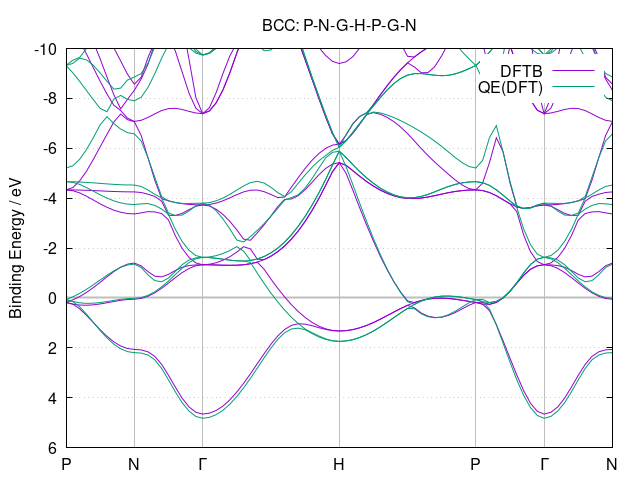 BCC: P-N-G-H-P-G-N
-10
-8
-6
-4
-2
0
2
4
6
Binding Energy / eV
DFTB
QE(DFT)
P N Γ H P Γ N